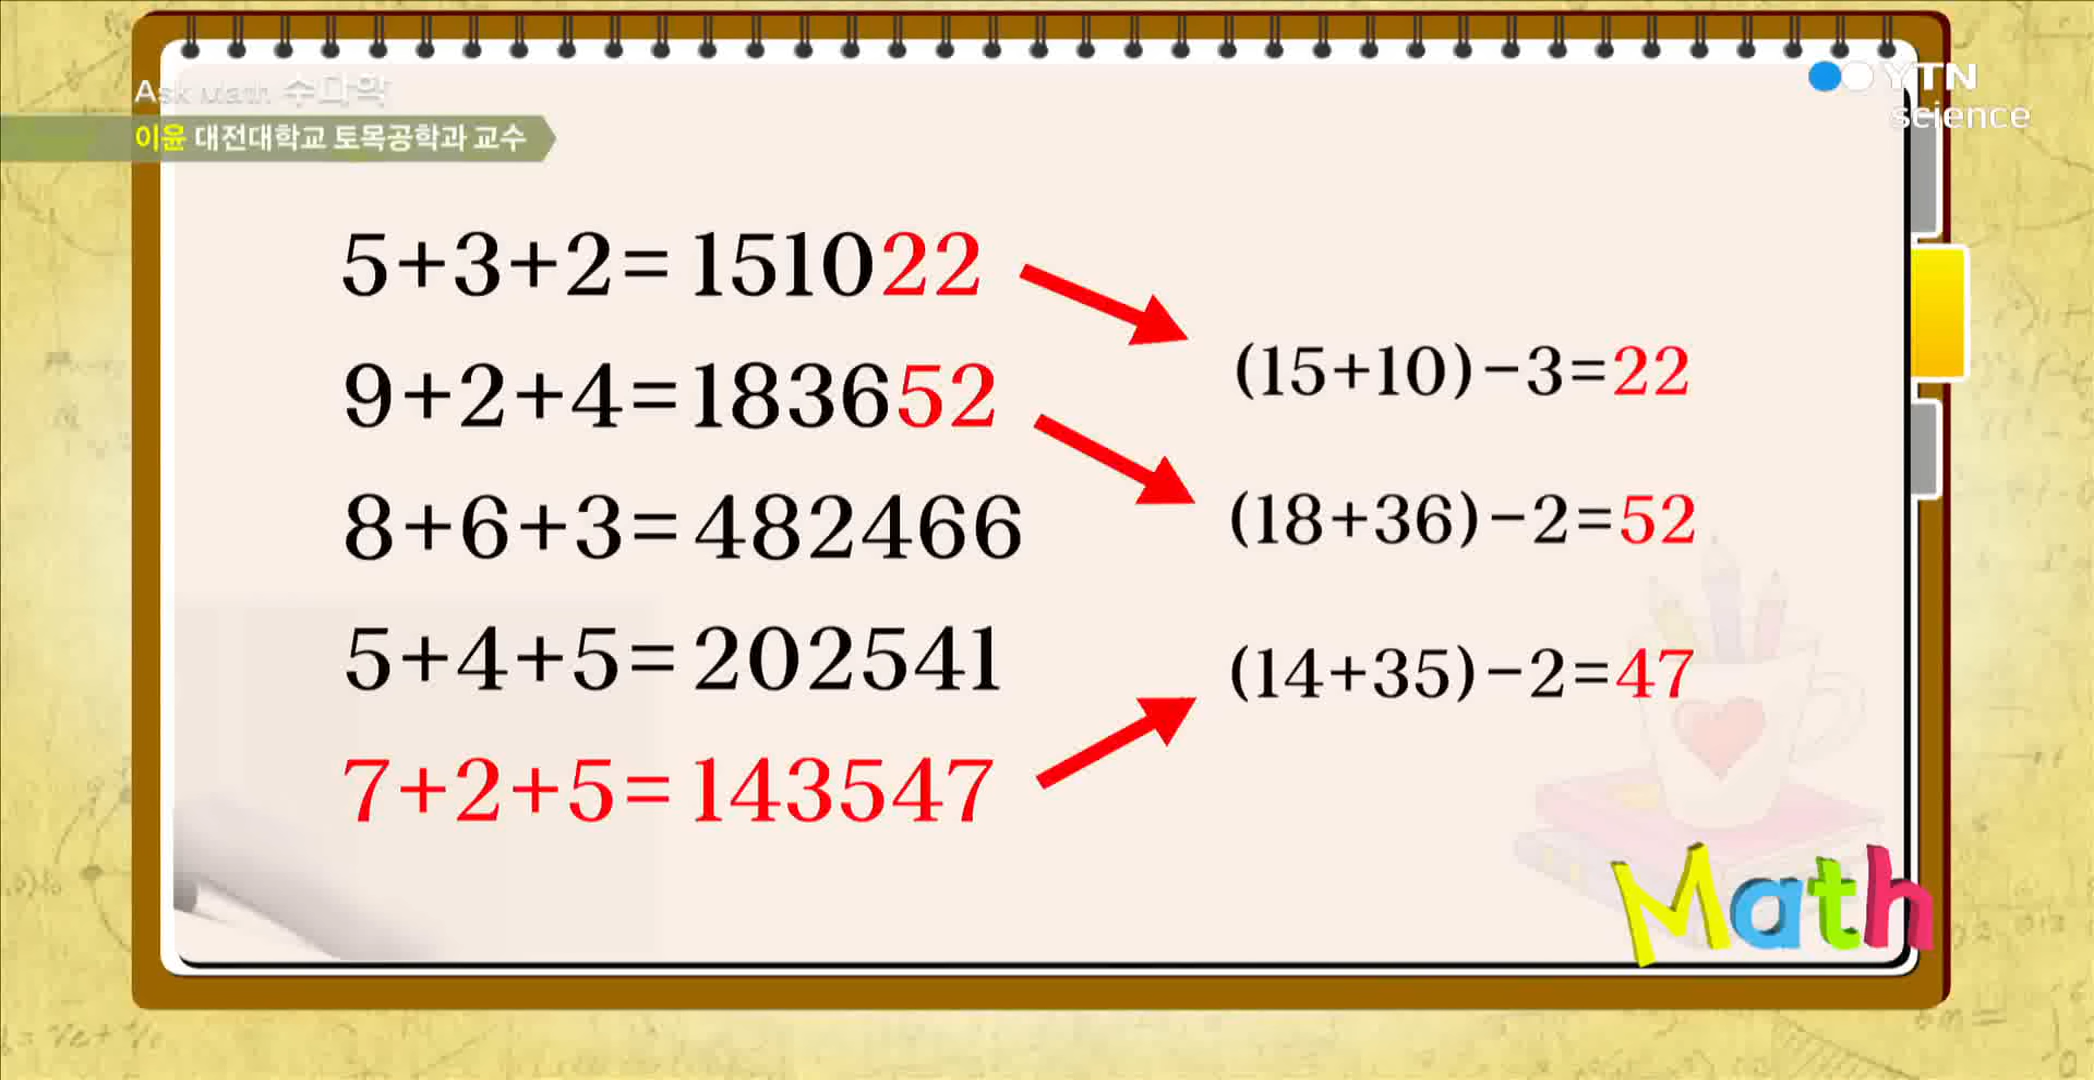 Ask Math 수다학
이윤 대전대학교 토목공학과 교수
YTN
science
5+3+2=151022
9+2+4=183652
8+6+3=482466
5+4+5=202541
7+2+5=143547
(15+10)-3=22
(18+36)-2=52
(14+35)-2=47
Math